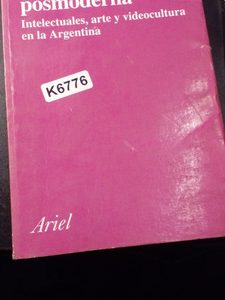 posmoderna
Intelectuales, arte y videocultura
en la Argentina
K6776
Ariel